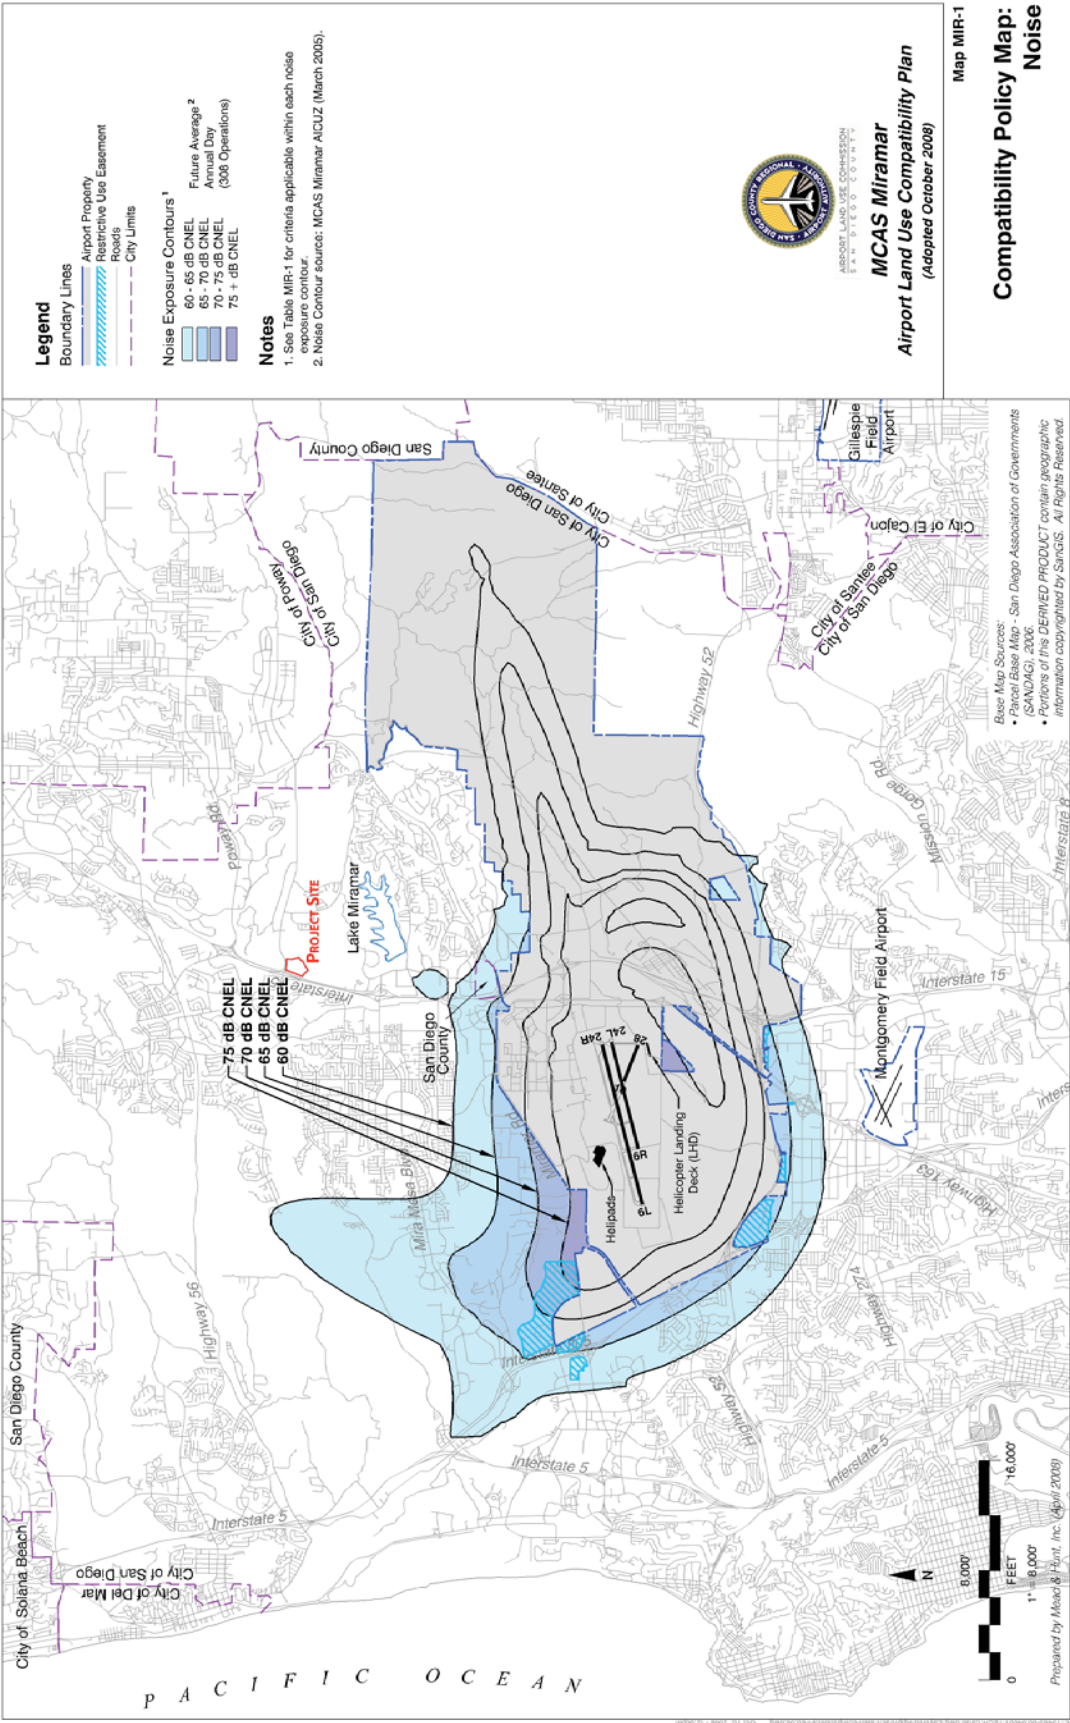 Legend
Boundary Lines
Airport Property
Restrictive Use Easement
Roads
City Limits
Noise Exposure Contours 1
60 - 65 dB CNEL
65 - 70 dB CNEL
70 - 75 dB CNEL
75 + dB CNEL
Future Average 2
Annual Day
(308 Operations)
Notes
1. See Table MIR-1 for criteria applicable within each noise
exposure contour.
2. Noise Contour source: MCAS Miramar AICUZ (March 2005).
SAN DIEGO COUNTY REGIONAL
AIRPORT AUTHORITY
AIRPORT LAND USE COMMISSION
SAN DIEGO COUNTY
MCAS Miramar
Airport Land Use Compatibility Plan
(Adopted October 2008)
Map MIR-1
Compatibility Policy Map:
Noise
City of Solana Beach
San Diego County
City of Del Mar
City of San Diego
Interstate 5
Highway 56
PACIFIC OCEAN
75 dB CNEL
70 dB CNEL
65 dB CNEL
60 dB CNEL
PROJECT SITE
Interstate 15
Poway Rd.
City of Poway
City of San Diego
San Diego County
Lake Miramar
San Diego
County
Mira Mesa Blvd.
Miramar Rd.
City of San Diego
City of Santee
Interstate 5
Helipads
24L 24R
28
6R
6L
Helicopter Landing
Deck (LHD)
Highway 52
Interstate 15
Highway 52
Highway 274
Highway 163
Montgomery Field Airport
Mission Gorge Rd.
Interstate 8
City of Santee
City of San Diego
City of El Cajon
Gillespie
Field
Airport
Interstate 5
N
8,000'
0
16,000'
FEET
1" = 8,000'
Prepared by Mead & Hunt, Inc. (April 2008)
Base Map Sources:
• Parcel Base Map - San Diego Association of Governments
(SANDAG), 2006.
• Portions of this DERIVED PRODUCT contain geographic
information copyrighted by SanGIS. All Rights Reserved.